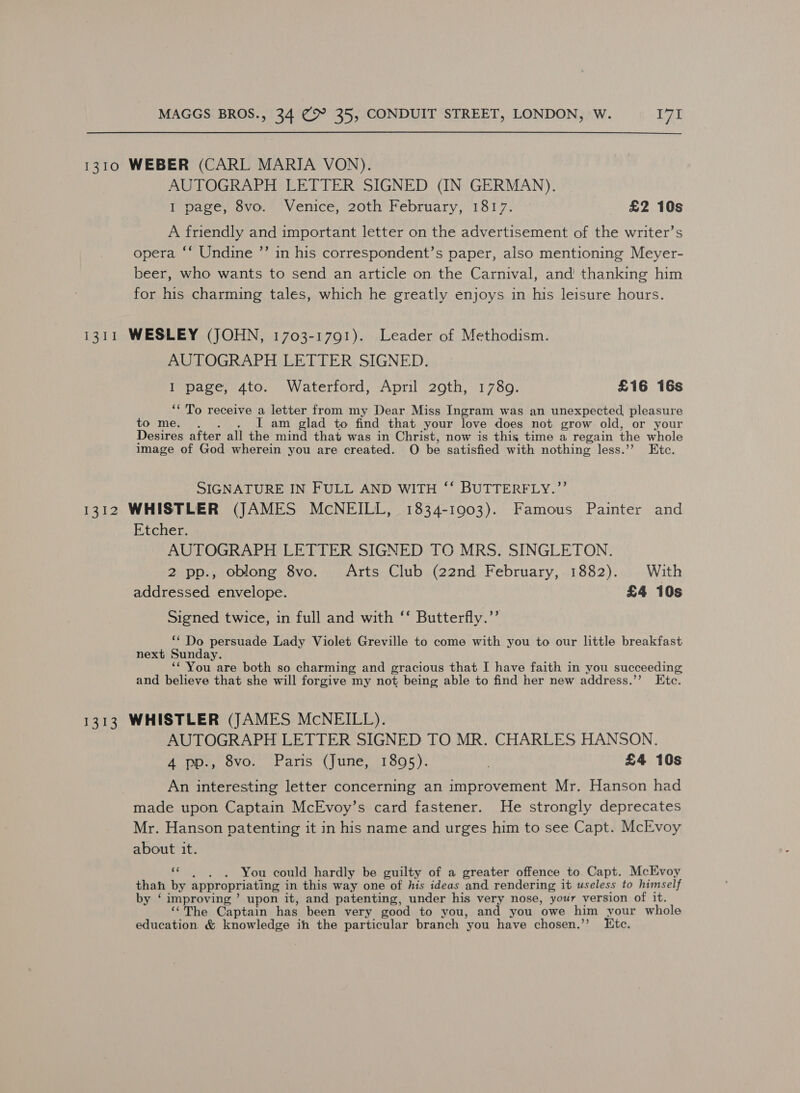 MAGGS BROS., 34 & 35, CONDUIT STREET, LONDON, W. 171
1310 WEBER (CARL MARIA VON).
AUTOGRAPH LETTER SIGNED (IN GERMAN).
1 page, 8vo. Venice, 20th February, 1817. £2 10s
A friendly and important letter on the advertisement of the writer's
opera “ Undine ” in his correspondent's paper, also mentioning Meyer-
beer, who wants to send an article on the Carnival, and thanking him
for his charming tales, which he greatly enjoys in his leisure hours.
1311 WESLEY (JOHN, 1703-1791). Leader of Methodism.
AUTOGRAPH LETTER SIGNED.
1 page, 4to. Waterford, April 29th, 1789. £16 16s
“ To receive a letter from my Dear Miss Ingram was an unexpected pleasure
to me. . . . I am glad to find that your love does not grow old, or your
Desires after all the mind that was in Christ, now is this time a regain the whole
image of God wherein you are created. O be satisfied with nothing less.” Etc.
SIGNATURE IN FULL AND WITH “ BUTTERFLY.”
1312 WHISTLER (JAMES McNEILL, 1834-1903). Famous Painter and
Etcher.
AUTOGRAPH LETTER SIGNED TO MRS. SINGLETON.
2 pp., oblong 8vo. Arts Club (22nd February, 1882). With
addressed envelope. £4 10s
Signed twice, in full and with “ Butterfly.”
“ Do persuade Lady Violet Greville to come with you to our little breakfast
next Sunday.
“ You are both so charming and gracious that I have faith in you succeeding
and believe that she will forgive my not being able to find her new address.” Etc.
1313 WHISTLER (JAMES McNEILL).
AUTOGRAPH LETTER SIGNED TO MR. CHARLES HANSON.
4 pp., 8vo. Paris (June, 1895). £4 10s
An interesting letter concerning an improvement Mr. Hanson had
made upon Captain McEvoy's card fastener. He strongly deprecates
Mr. Hanson patenting it in his name and urges him to see Capt. McEvoy
about it.
“ . . . You could hardly be guilty of a greater offence to Capt. McEvoy
than by appropriating in this way one of his ideas and rendering it useless to himself
by ‘ improving ’ upon it, and patenting, under his very nose, your version of it.
“ The Captain has been very good to you, and you owe him your whole
education & knowledge in the particular branch you have chosen.” Etc.